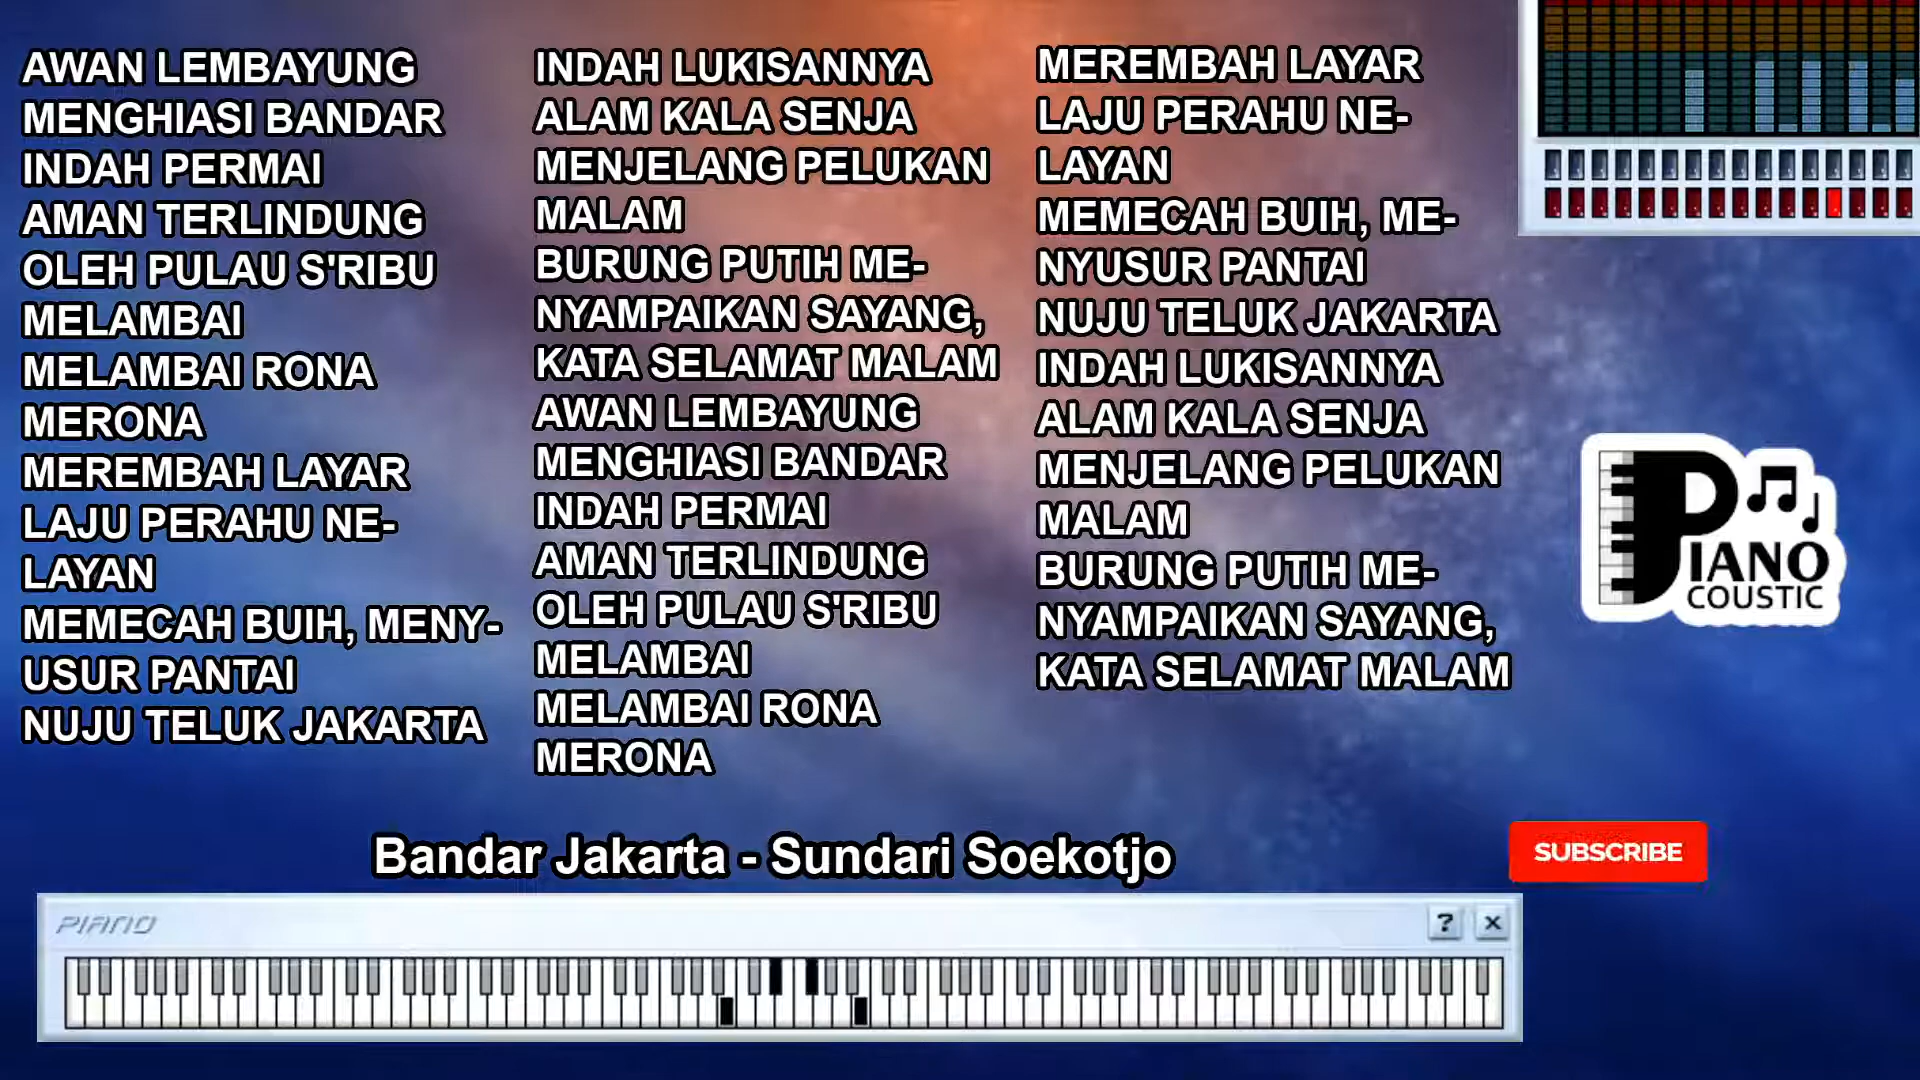 AWAN LEMBAYUNG
MENGHIASI BANDAR
INDAH PERMAI
AMAN TERLINDUNG
OLEH PULAU S'RIBU
MELAMBAI
MELAMBAI RONA
MERONA
MEREMBAH LAYAR
LAJU PERAHU NE-
LAYAN
MEMECAH BUIH, MENY-
USUR PANTAI
NUJU TELUK JAKARTA
INDAH LUKISANNYA
ALAM KALA SENJA
MENJELANG PELUKAN
MALAM
BURUNG PUTIH ME-
NYAMPAIKAN SAYANG,
KATA SELAMAT MALAM
AWAN LEMBAYUNG
MENGHIASI BANDAR
INDAH PERMAI
AMAN TERLINDUNG
OLEH PULAU S'RIBU
MELAMBAI
MELAMBAI RONA
MERONA
MEREMBAH LAYAR
LAJU PERAHU NE-
LAYAN
MEMECAH BUIH, ME-
NYUSUR PANTAI
NUJU TELUK JAKARTA
INDAH LUKISANNYA
ALAM KALA SENJA
MENJELANG PELUKAN
MALAM
BURUNG PUTIH ME-
NYAMPAIKAN SAYANG,
KATA SELAMAT MALAM
PIANO
COUSTIC
Bandar Jakarta - Sundari Soekotjo
SUBSCRIBE
PIANO
? x